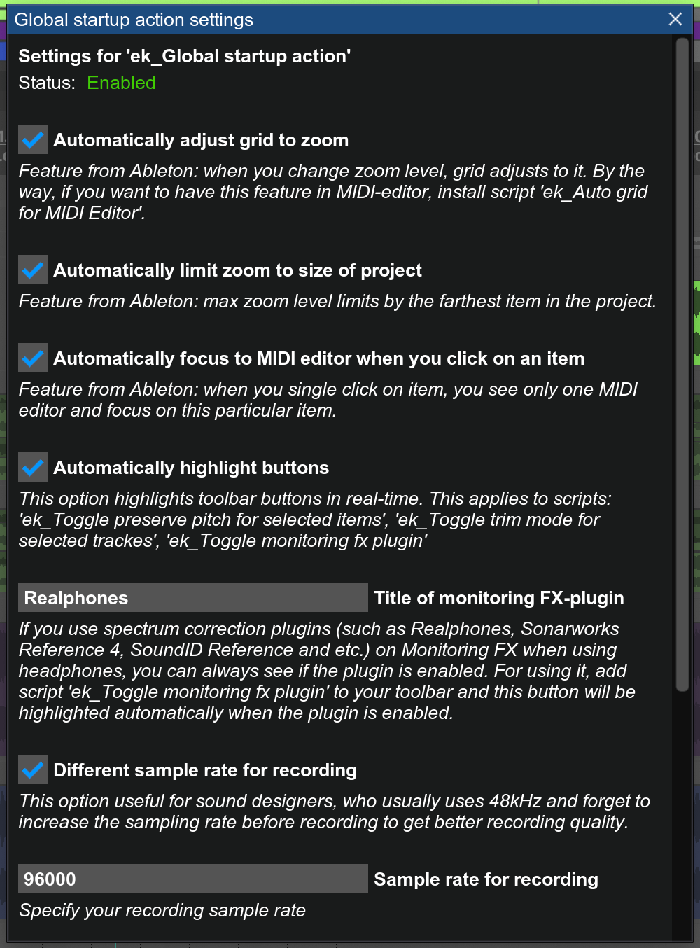 Global startup action settings
Settings for 'ek_Global startup action'
Status: Enabled
Automatically adjust grid to zoom
Feature from Ableton: when you change zoom level, grid adjusts to it. By the
way, if you want to have this feature in MIDI-editor, install script 'ek_Auto grid
for MIDI Editor'.
Automatically limit zoom to size of project
Feature from Ableton: max zoom level limits by the farthest item in the project.
Automatically focus to MIDI editor when you click on an item
Feature from Ableton: when you single click on item, you see only one MIDI
editor and focus on this particular item.
Automatically highlight buttons
This option highlights toolbar buttons in real-time. This applies to scripts:
'ek_Toggle preserve pitch for selected items', 'ek_Toggle trim mode for
selected trackes', 'ek_Toggle monitoring fx plugin'
Realphones Title of monitoring FX-plugin
If you use spectrum correction plugins (such as Realphones, Sonarworks
Reference 4, SoundID Reference and etc.) on Monitoring FX when using
headphones, you can always see if the plugin is enabled. For using it, add
script 'ek_Toggle monitoring fx plugin' to your toolbar and this button will be
highlighted automatically when the plugin is enabled.
Different sample rate for recording
This option useful for sound designers, who usually uses 48kHz and forget to
increase the sampling rate before recording to get better recording quality.
96000 Sample rate for recording
Specify your recording sample rate